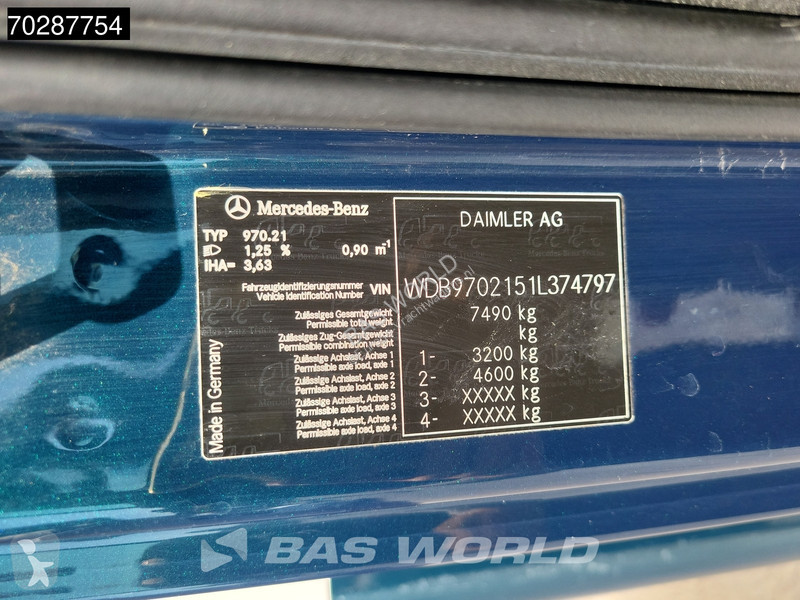 70287754
Mercedes-Benz
TYP 970.21
1,25 % 0,90 m-1
IHA= 3,63
Fahrzeugidentifizierungsnummer
Vehicle Identification Number VIN
Zulässiges Gesamtgewicht
Permissible total weight
Zulässiges Zug-Gesamtgewicht
Permissible combination weight
Zulässige Achslast, Achse 1
Permissible axle load, axle 1
Zulässige Achslast, Achse 2
Permissible axle load, axle 2
Zulässige Achslast, Achse 3
Permissible axle load, axle 3
Zulässige Achslast, Achse 4
Permissible axle load, axle 4
Made in Germany
DAIMLER AG
WDB9702151L374797
7490 kg
kg
1- 3200 kg
2- 4600 kg
3- XXXXX kg
4- XXXXX kg
BAS WORLD